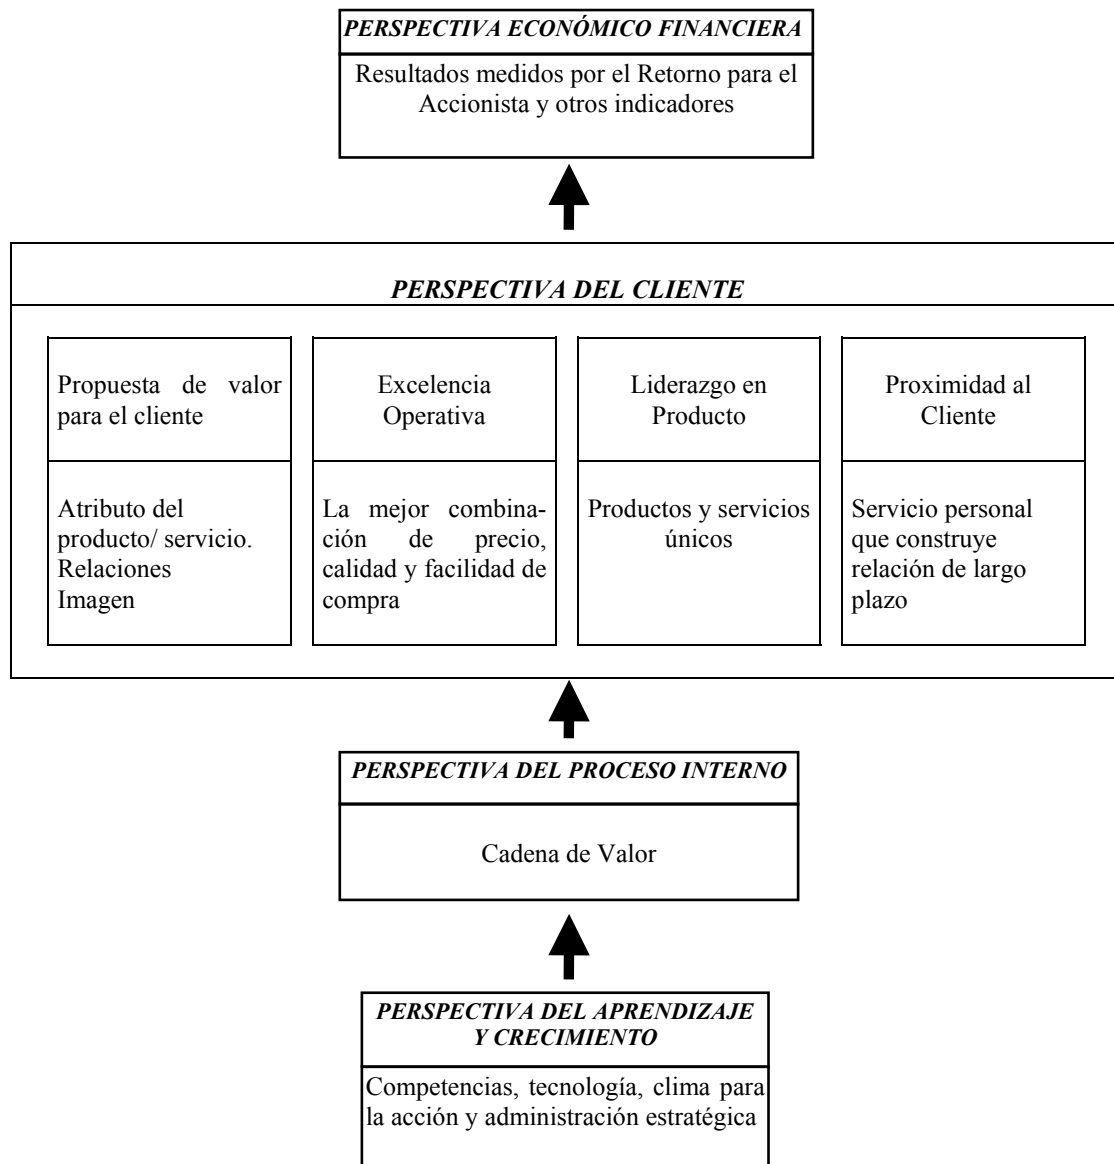 PERSPECTIVA ECONÓMICO FINANCIERA
Resultados medidos por el Retorno para el
Accionista y otros indicadores
PERSPECTIVA DEL CLIENTE
Propuesta de valor
para el cliente
Atributo del
producto/ servicio.
Relaciones
Imagen
Excelencia
Operativa
La mejor combina-
ción de precio,
calidad y facilidad de
compra
Liderazgo en
Producto
Productos y servicios
únicos
Proximidad al
Cliente
Servicio personal
que construye
relación de largo
plazo
PERSPECTIVA DEL PROCESO INTERNO
Cadena de Valor
PERSPECTIVA DEL APRENDIZAJE
Y CRECIMIENTO
Competencias, tecnología, clima para
la acción y administración estratégica